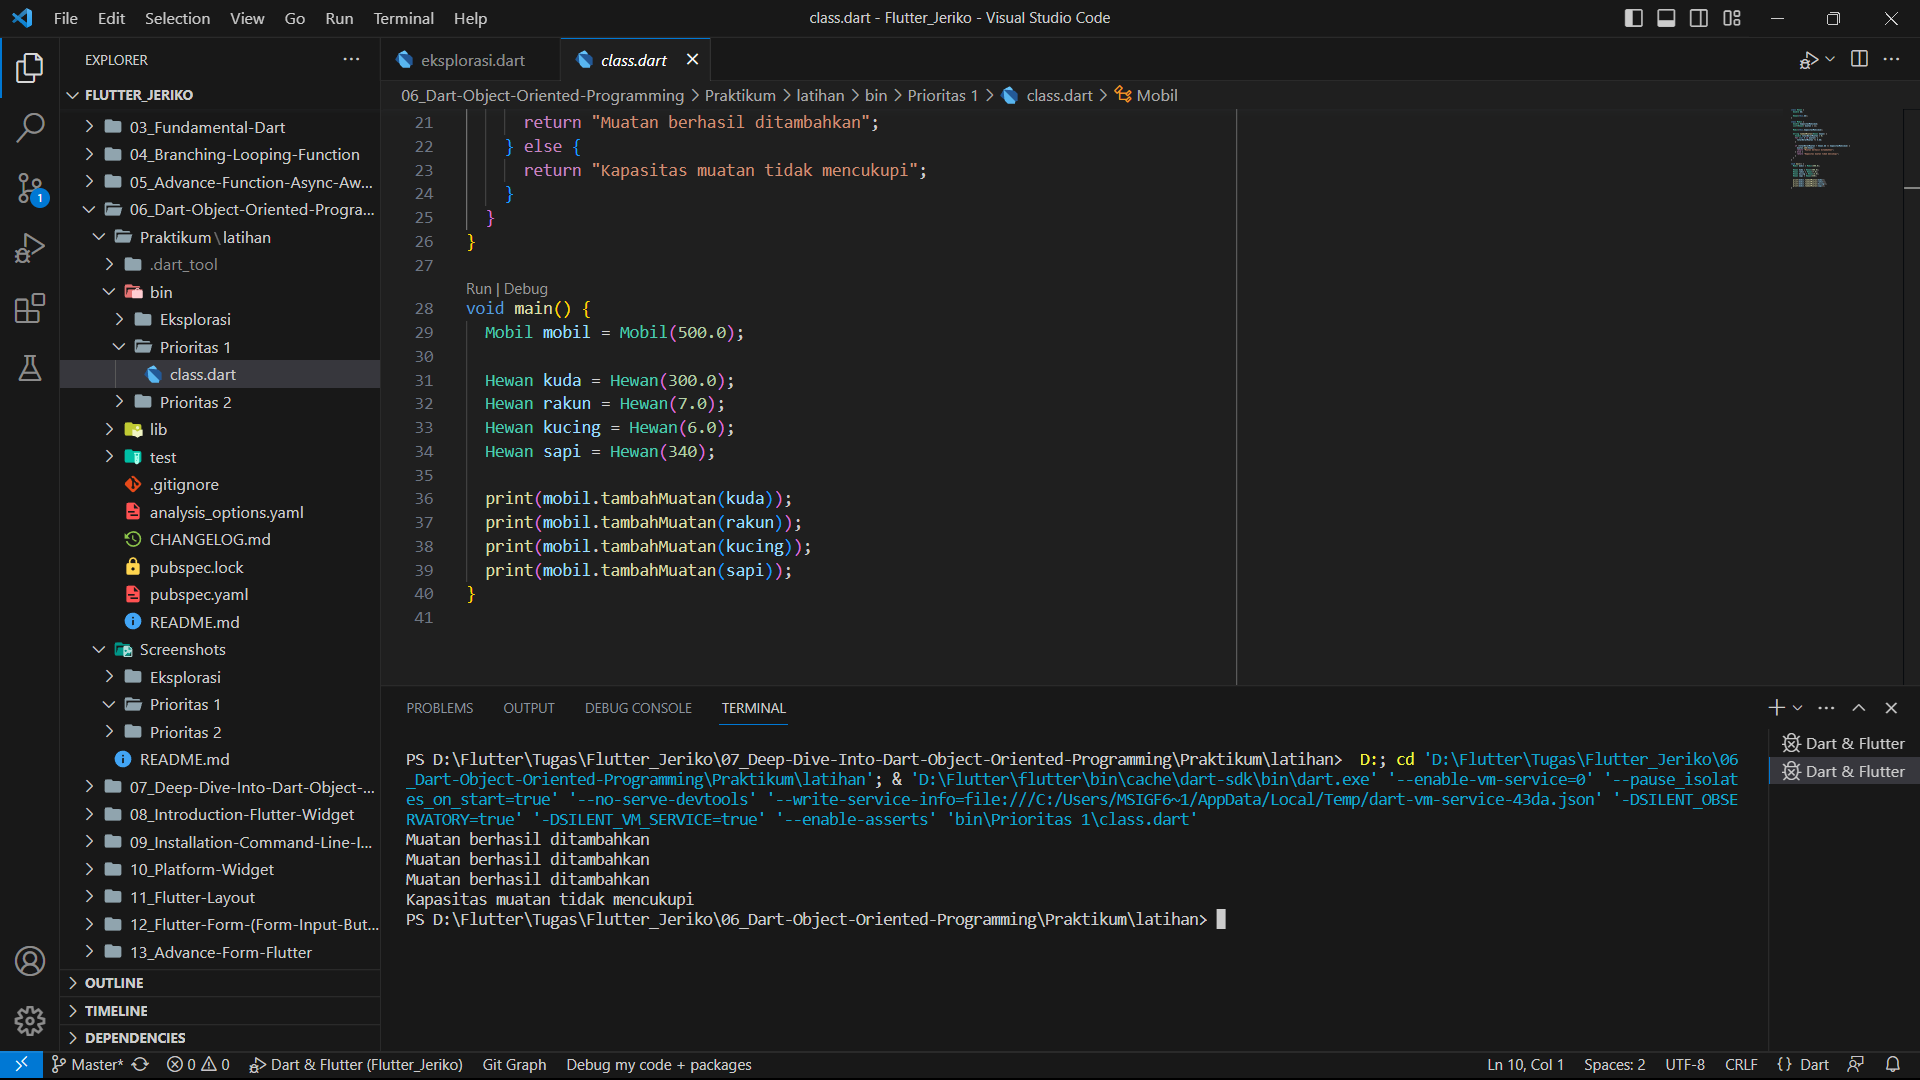 File Edit Selection View Go Run Terminal Help
class.dart - Flutter_Jeriko - Visual Studio Code
EXPLORER
FLUTTER_JERIKO
03_Fundamental-Dart
04_Branching-Looping-Function
05_Advance-Function-Async-Aw...
06_Dart-Object-Oriented-Progra...
Praktikum\latihan
.dart_tool
bin
Eksplorasi
Prioritas 1
class.dart
Prioritas 2
lib
test
.gitignore
analysis_options.yaml
CHANGELOG.md
pubspec.lock
pubspec.yaml
README.md
Screenshots
Eksplorasi
Prioritas 1
Prioritas 2
README.md
07_Deep-Dive-Into-Dart-Object-...
08_Introduction-Flutter-Widget
09_Installation-Command-Line-I...
10_Platform-Widget
11_Flutter-Layout
12_Flutter-Form-(Form-Input-But...
13_Advance-Form-Flutter
OUTLINE
TIMELINE
DEPENDENCIES
1
eksplorasi.dart
class.dart
06_Dart-Object-Oriented-Programming > Praktikum > latihan > bin > Prioritas 1 > class.dart > Mobil
21 return "Muatan berhasil ditambahkan";
22 } else {
23 return "Kapasitas muatan tidak mencukupi";
24 }
25 }
26 }
27
Run | Debug
28 void main() {
29 Mobil mobil = Mobil(500.0);
30
31 Hewan kuda = Hewan(300.0);
32 Hewan rakun = Hewan(7.0);
33 Hewan kucing = Hewan(6.0);
34 Hewan sapi = Hewan(340);
35
36 print(mobil.tambahMuatan(kuda));
37 print(mobil.tambahMuatan(rakun));
38 print(mobil.tambahMuatan(kucing));
39 print(mobil.tambahMuatan(sapi));
40 }
41
PROBLEMS OUTPUT DEBUG CONSOLE TERMINAL
PS D:\Flutter\Tugas\Flutter_Jeriko\07_Deep-Dive-Into-Dart-Object-Oriented-Programming\Praktikum\latihan>  D:; cd 'D:\Flutter\Tugas\Flutter_Jeriko\06
_Dart-Object-Oriented-Programming\Praktikum\latihan'; & 'D:\Flutter\flutter\bin\cache\dart-sdk\bin\dart.exe' '--enable-vm-service=0' '--pause_isolat
es_on_start=true' '--no-serve-devtools' '--write-service-info=file:///C:/Users/MSIGF6~1/AppData/Local/Temp/dart-vm-service-43da.json' '-DSILENT_OBSE
RVATORY=true' '-DSILENT_VM_SERVICE=true' '--enable-asserts' 'bin\Prioritas 1\class.dart'
Muatan berhasil ditambahkan
Muatan berhasil ditambahkan
Muatan berhasil ditambahkan
Kapasitas muatan tidak mencukupi
PS D:\Flutter\Tugas\Flutter_Jeriko\06_Dart-Object-Oriented-Programming\Praktikum\latihan>
Dart & Flutter
Dart & Flutter
Master* 0 0 Dart & Flutter (Flutter_Jeriko) Git Graph Debug my code + packages
Ln 10, Col 1 Spaces: 2 UTF-8 CRLF {} Dart